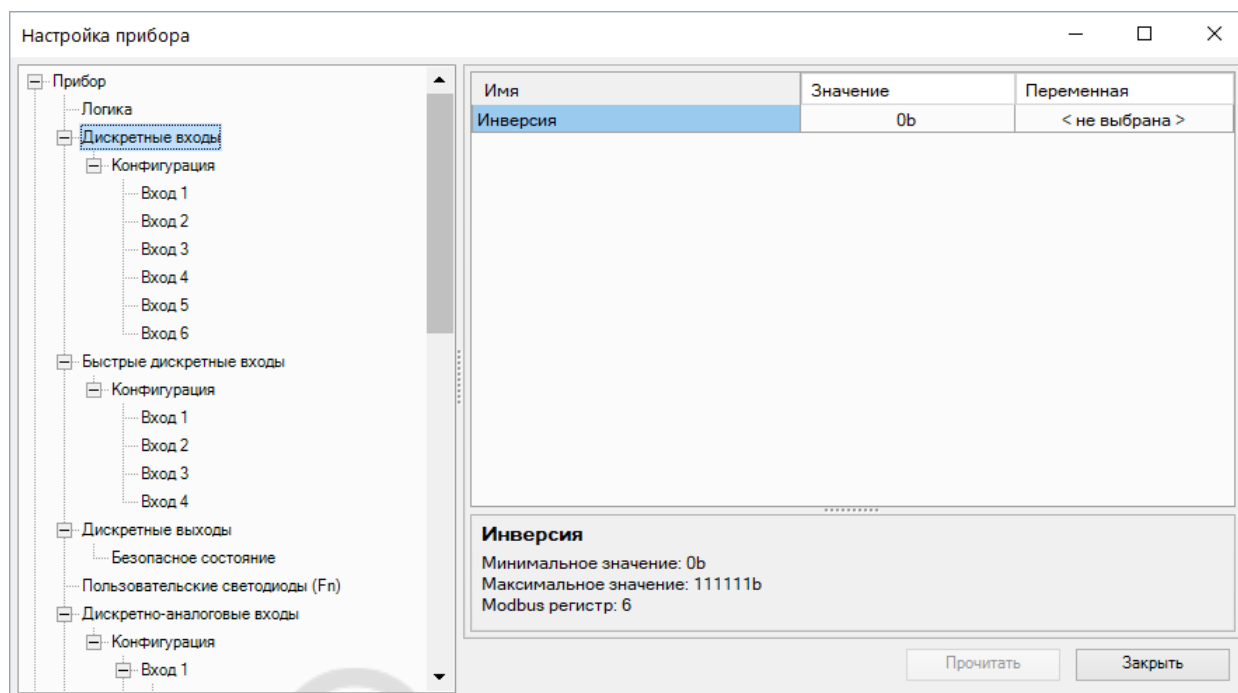 Настройка прибора
Прибор
Логика
Дискретные входы
Конфигурация
Вход 1
Вход 2
Вход 3
Вход 4
Вход 5
Вход 6
Быстрые дискретные входы
Конфигурация
Вход 1
Вход 2
Вход 3
Вход 4
Дискретные выходы
Безопасное состояние
Пользовательские светодиоды (Fn)
Дискретно-аналоговые входы
Конфигурация
Вход 1
Имя Значение Переменная
Инверсия 0b < не выбрана >
Инверсия
Минимальное значение: 0b
Максимальное значение: 111111b
Modbus регистр: 6
Прочитать Закрыть